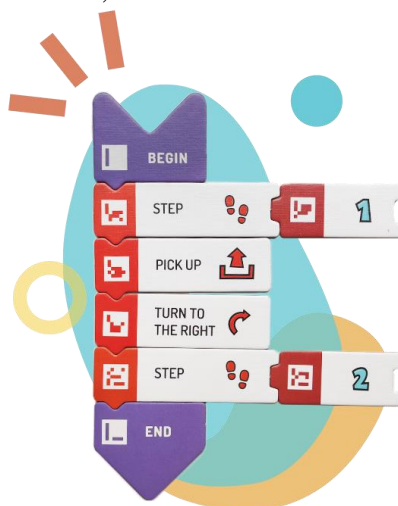 BEGIN
STEP 1
PICK UP
TURN TO
THE RIGHT
STEP 2
END